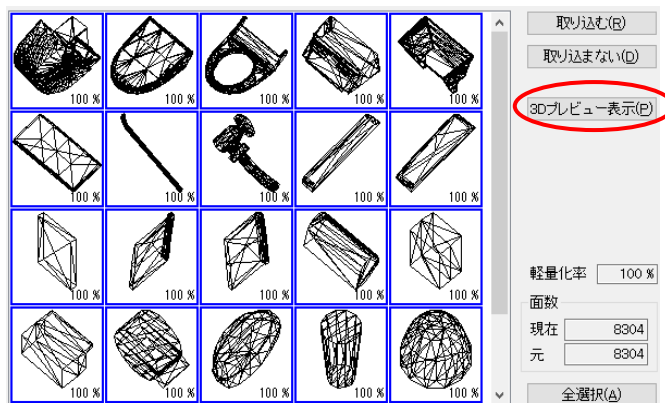 100 % 100 % 100 % 100 % 100 %
100 % 100 % 100 % 100 % 100 %
100 % 100 % 100 % 100 % 100 %
100 % 100 % 100 % 100 % 100 %
取り込む(R)
取り込まない(D)
3Dプレビュー表示(P)
軽量化率 100 %
面数
現在 8304
元 8304
全選択(A)